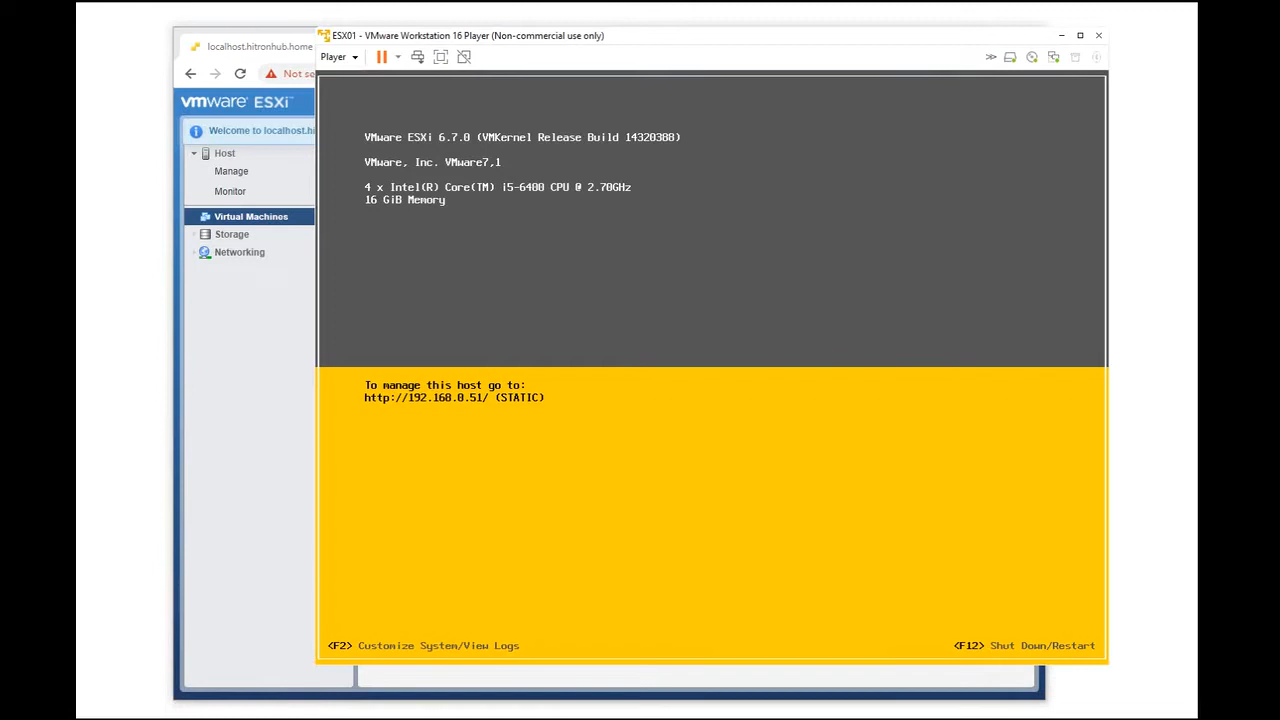 ESX01 - VMware Workstation 16 Player (Non-commercial use only)
localhost.hitronhub.home
Player
Not se
vmware ESXi™
Welcome to localhost.hi
Host
Manage
Monitor
Virtual Machines
Storage
Networking
VMware ESXi 6.7.0 (VMKernel Release Build 14320388)
VMware, Inc. VMware7,1
4 x Intel(R) Core(TM) i5-6400 CPU @ 2.70GHz
16 GiB Memory
To manage this host go to:
http://192.168.0.51/ (STATIC)
<F2> Customize System/View Logs
<F12> Shut Down/Restart